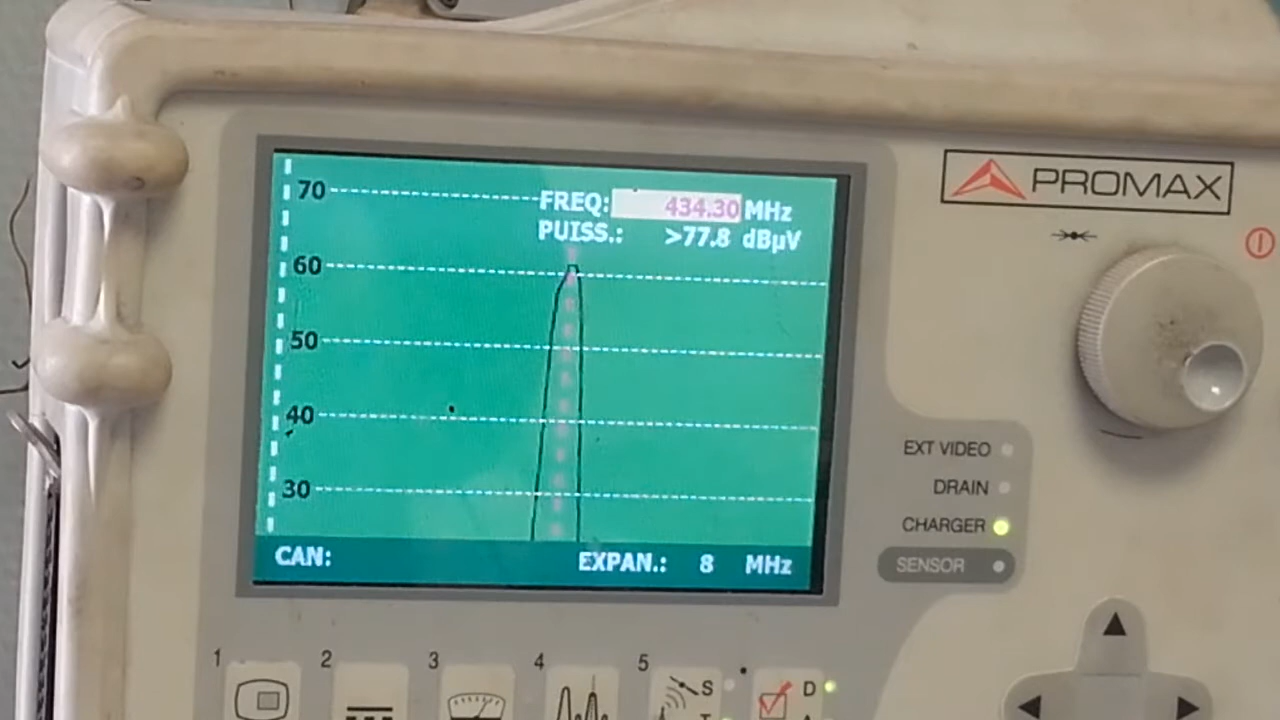 PROMAX
70
FREQ: 434.30 MHz
PUISS.: >77.8 dBµV
60
50
40
30
CAN: EXPAN.: 8 MHz
EXT VIDEO
DRAIN
CHARGER
SENSOR
1 2 3 4 5
S D